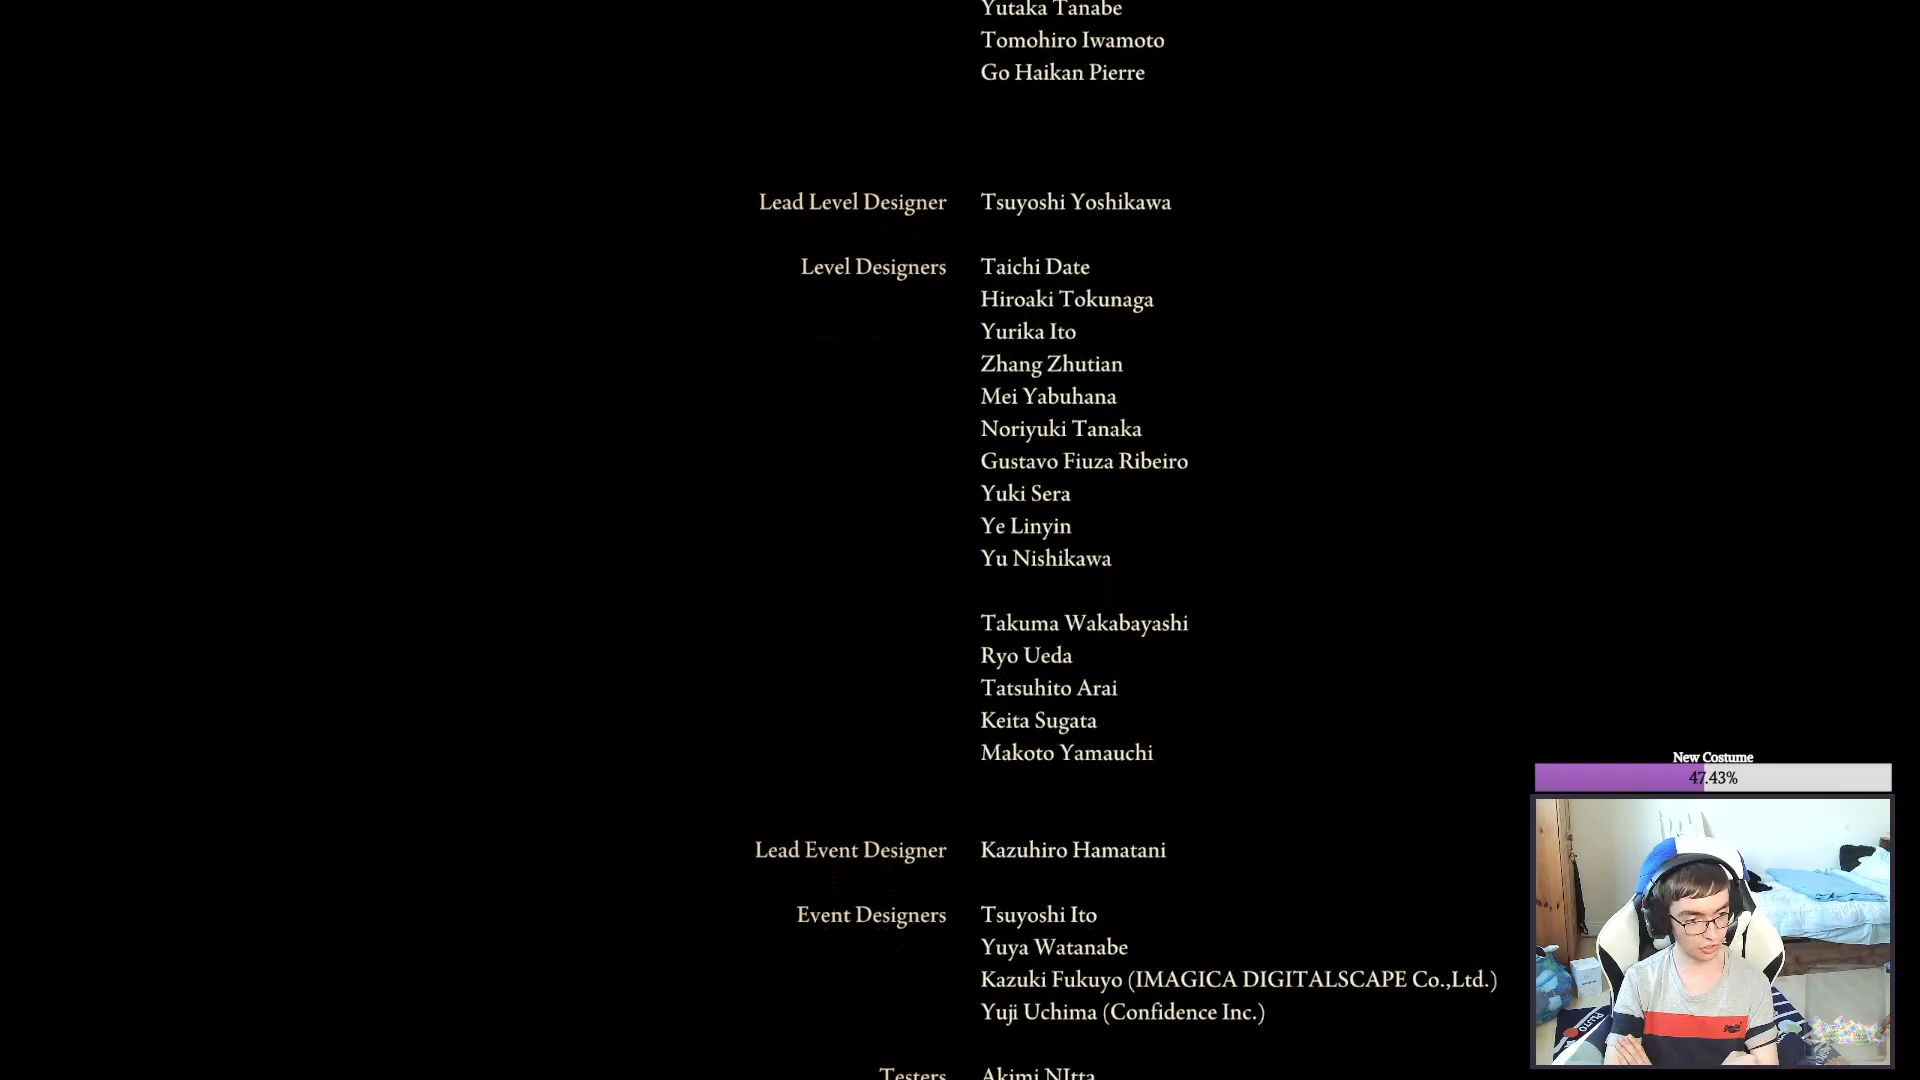 Yutaka Tanabe
Tomohiro Iwamoto
Go Haikan Pierre
Lead Level Designer Tsuyoshi Yoshikawa
Level Designers Taichi Date
Hiroaki Tokunaga
Yurika Ito
Zhang Zhutian
Mei Yabuhana
Noriyuki Tanaka
Gustavo Fiuza Ribeiro
Yuki Sera
Ye Linyin
Yu Nishikawa
Takuma Wakabayashi
Ryo Ueda
Tatsuhito Arai
Keita Sugata
Makoto Yamauchi
Lead Event Designer Kazuhiro Hamatani
Event Designers Tsuyoshi Ito
Yuya Watanabe
Kazuki Fukuyo (IMAGICA DIGITALSCAPE Co.,Ltd.)
Yuji Uchima (Confidence Inc.)
Testers Akimi NItta
New Costume
47.43%
PLUTO